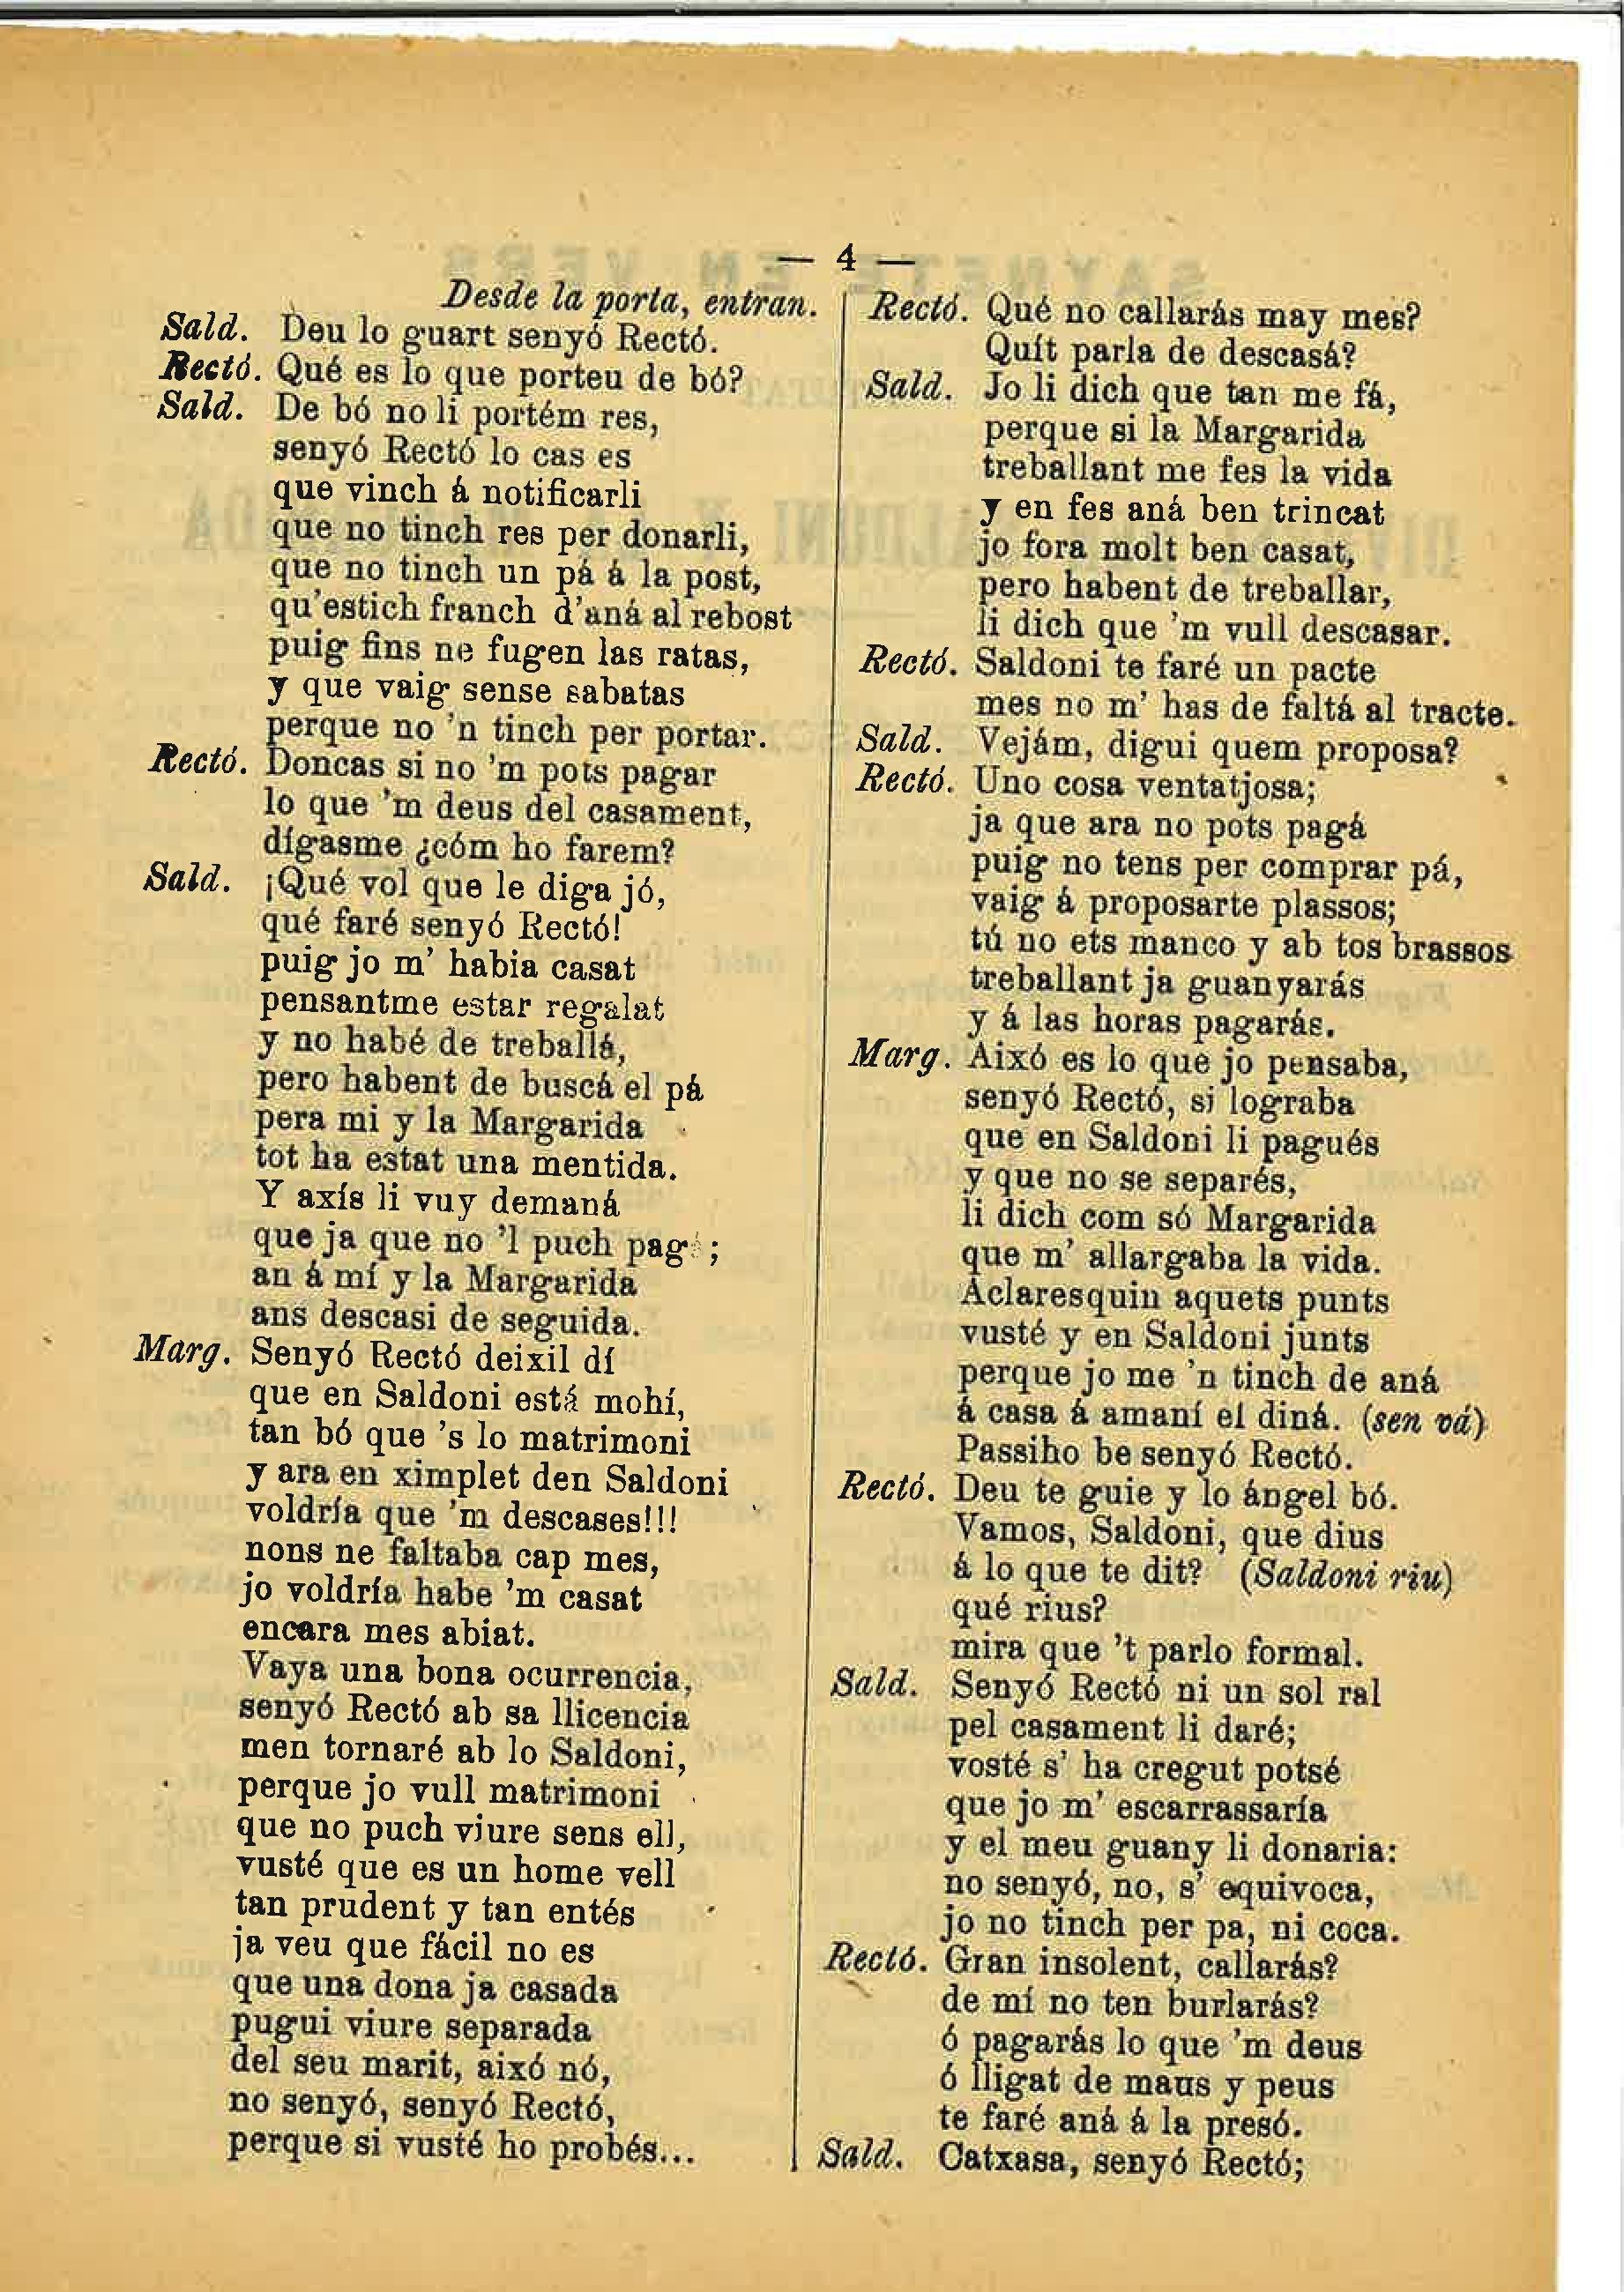 — 4 —
Desde la porta, entran.
Sald. Deu lo guart senyó Rectó.
Rectó. Qué es lo que porteu de bó?
Sald. De bó no li portém res,
senyó Rectó lo cas es
que vinch á notificarli
que no tinch res per donarli,
que no tinch un pá á la post,
qu'estich franch d'aná al rebost
puig fins ne fugen las ratas,
y que vaig sense sabatas
perque no 'n tinch per portar.
Rectó. Doncas si no 'm pots pagar
lo que 'm deus del casament,
dígasme ¿cóm ho farem?
Sald. ¡Qué vol que le diga jó,
qué faré senyó Rectó!
puig jo m' habia casat
pensantme estar regalat
y no habé de treballá,
pero habent de buscá el pá
pera mi y la Margarida
tot ha estat una mentida.
Y axís li vuy demaná
que ja que no 'l puch pagá;
an á mí y la Margarida
ans descasi de seguida.
Marg. Senyó Rectó deixil dí
que en Saldoni está mohí,
tan bó que 's lo matrimoni
y ara en ximplet den Saldoni
voldría que 'm descases!!!
nons ne faltaba cap mes,
jo voldría habe 'm casat
encara mes abiat.
Vaya una bona ocurrencia,
senyó Rectó ab sa llicencia
men tornaré ab lo Saldoni,
perque jo vull matrimoni
que no puch viure sens ell,
vusté que es un home vell
tan prudent y tan entés
ja veu que fácil no es
que una dona ja casada
pugui viure separada
del seu marit, aixó nó,
no senyó, senyó Rectó,
perque si vusté ho probés...
Rectó. Qué no callarás may mes?
Quít parla de descasá?
Sald. Jo li dich que tan me fá,
perque si la Margarida
treballant me fes la vida
y en fes aná ben trincat
jo fora molt ben casat,
pero habent de treballar,
li dich que 'm vull descasar.
Rectó. Saldoni te faré un pacte
mes no m' has de faltá al tracte.
Sald. Vejám, digui quem proposa?
Rectó. Uno cosa ventatjosa;
ja que ara no pots pagá
puig no tens per comprar pá,
vaig á proposarte plassos;
tú no ets manco y ab tos brassos
treballant ja guanyarás
y á las horas pagarás.
Marg. Aixó es lo que jo pensaba,
senyó Rectó, si lograba
que en Saldoni li pagués
y que no se separés,
li dich com só Margarida
que m' allargaba la vida.
Aclaresquin aquets punts
vusté y en Saldoni junts
perque jo me 'n tinch de aná
á casa á amaní el diná. (sen vá)
Passiho be senyó Rectó.
Rectó. Deu te guie y lo ángel bó.
Vamos, Saldoni, que dius
á lo que te dit? (Saldoni riu)
qué rius?
mira que 't parlo formal.
Sald. Senyó Rectó ni un sol ral
pel casament li daré;
vosté s' ha cregut potsé
que jo m' escarrassaría
y el meu guany li donaria:
no senyó, no, s' equivoca,
jo no tinch per pa, ni coca.
Rectó. Gran insolent, callarás?
de mí no ten burlarás?
ó pagarás lo que 'm deus
ó lligat de maus y peus
te faré aná á la presó.
Sald. Catxasa, senyó Rectó;